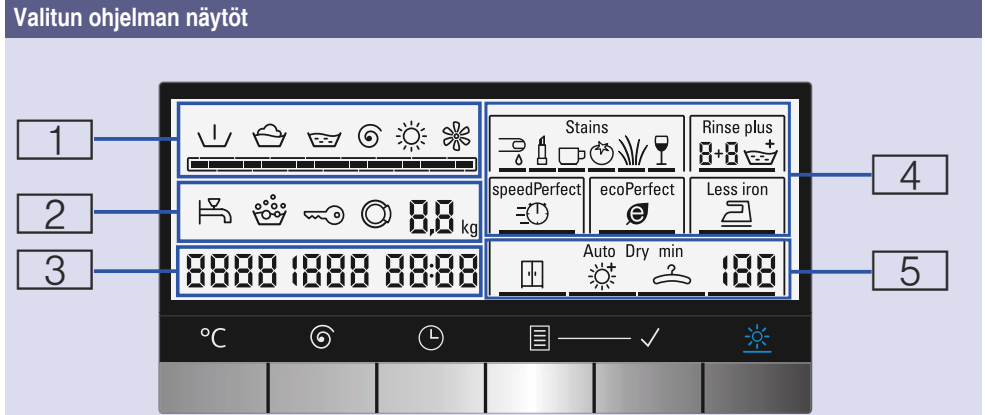 Valitun ohjelman näytöt
1
2
3
4
5
Stains
Rinse plus
8+8
speedPerfect
ecoPerfect
Less iron
8,8 kg
8888 1888 88:88
Auto Dry min
188
°C